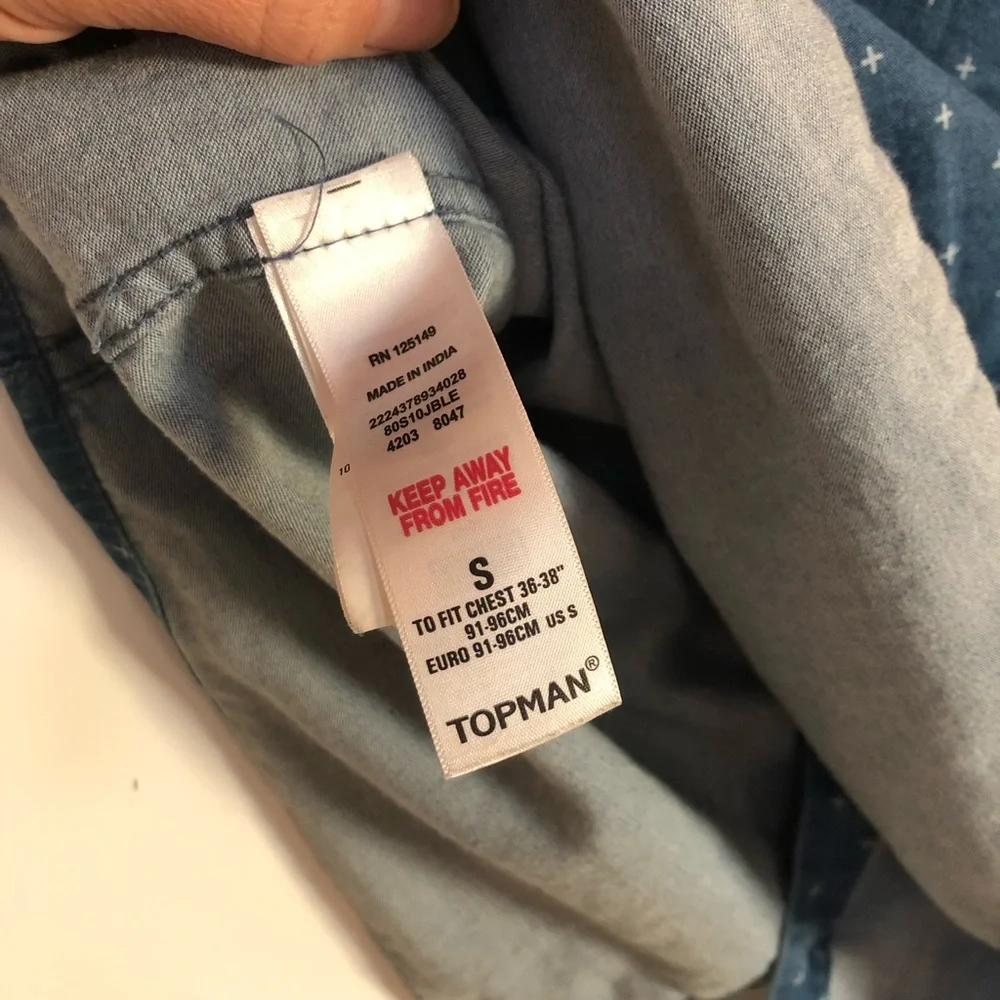 RN 125149
MADE IN INDIA
2224378934028
80S10JBLE
4203 8047
10
KEEP AWAY
FROM FIRE
S
TO FIT CHEST 36-38"
91-96CM
EURO 91-96CM US S
TOPMAN®